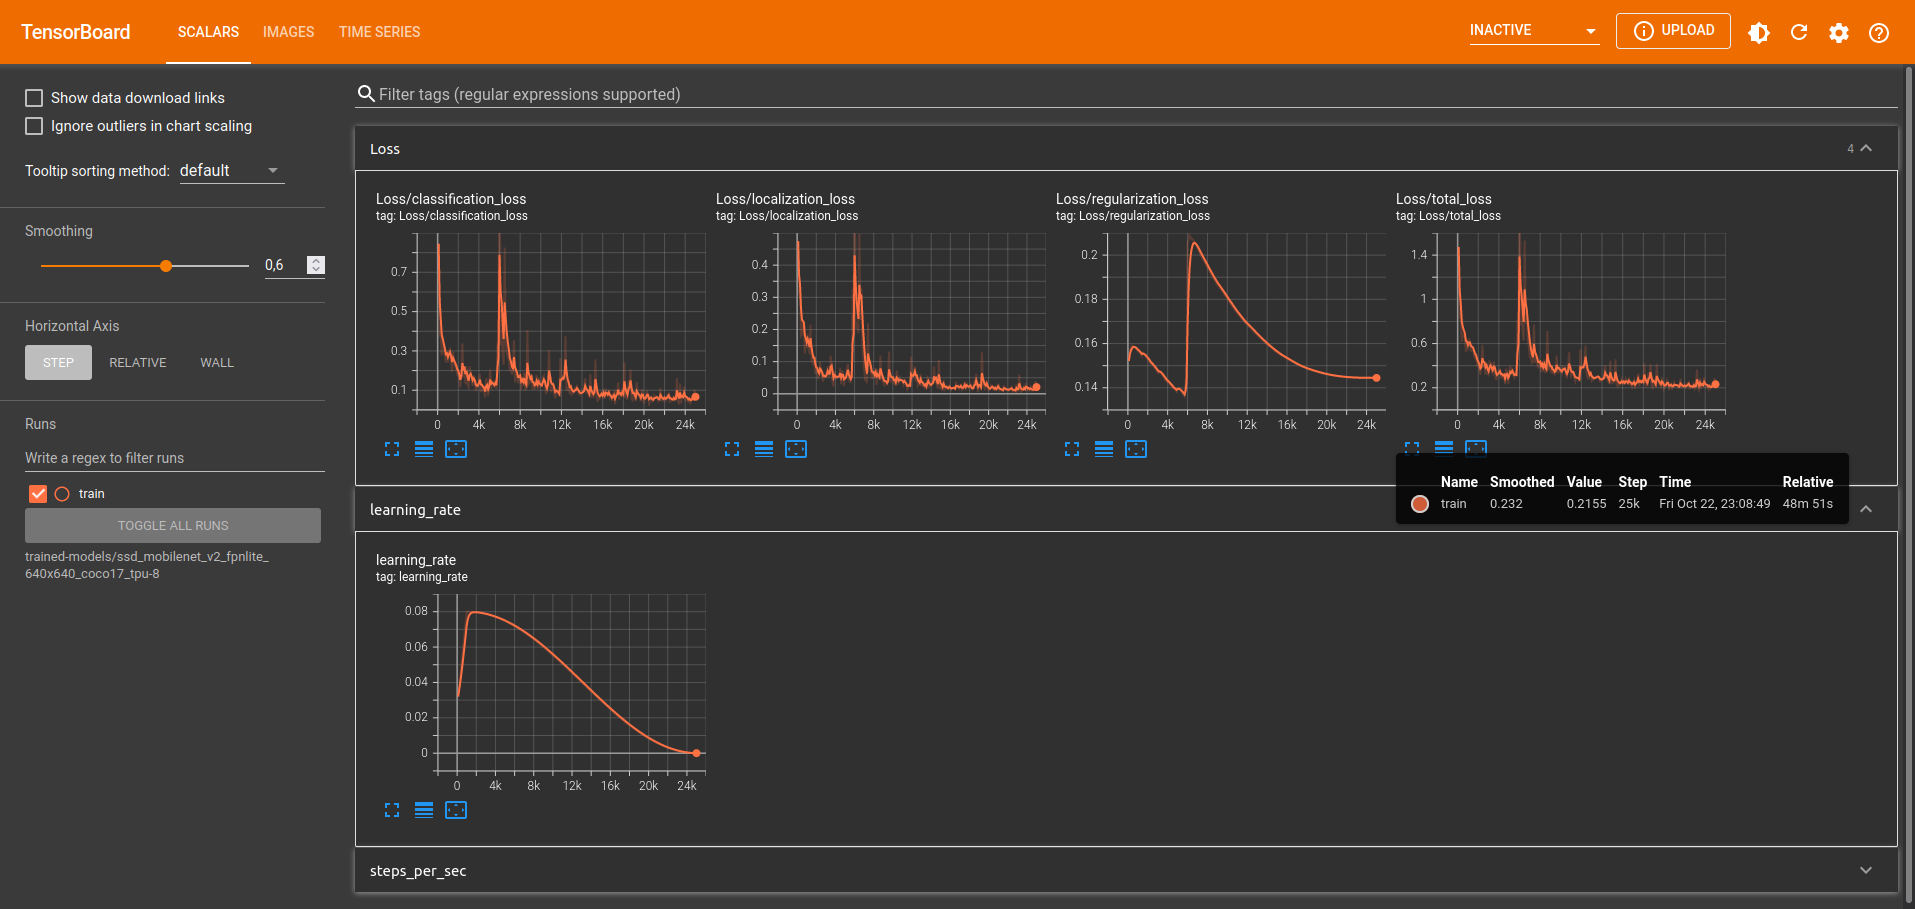 TensorBoard SCALARS IMAGES TIME SERIES INACTIVE UPLOAD
Show data download links
Ignore outliers in chart scaling
Tooltip sorting method: default
Smoothing
0,6
Horizontal Axis
STEP RELATIVE WALL
Runs
Write a regex to filter runs
train
TOGGLE ALL RUNS
trained-models/ssd_mobilenet_v2_fpnlite_
640x640_coco17_tpu-8
Filter tags (regular expressions supported)
Loss 4
Loss/classification_loss
tag: Loss/classification_loss
0.7
0.5
0.3
0.1
0 4k 8k 12k 16k 20k 24k
Loss/localization_loss
tag: Loss/localization_loss
0.4
0.3
0.2
0.1
0
0 4k 8k 12k 16k 20k 24k
Loss/regularization_loss
tag: Loss/regularization_loss
0.2
0.18
0.16
0.14
0 4k 8k 12k 16k 20k 24k
Loss/total_loss
tag: Loss/total_loss
1.4
1
0.6
0.2
0 4k 8k 12k 16k 20k 24k
Name Smoothed Value Step Time Relative
train 0.232 0.2155 25k Fri Oct 22, 23:08:49 48m 51s
learning_rate
learning_rate
tag: learning_rate
0.08
0.06
0.04
0.02
0
0 4k 8k 12k 16k 20k 24k
steps_per_sec